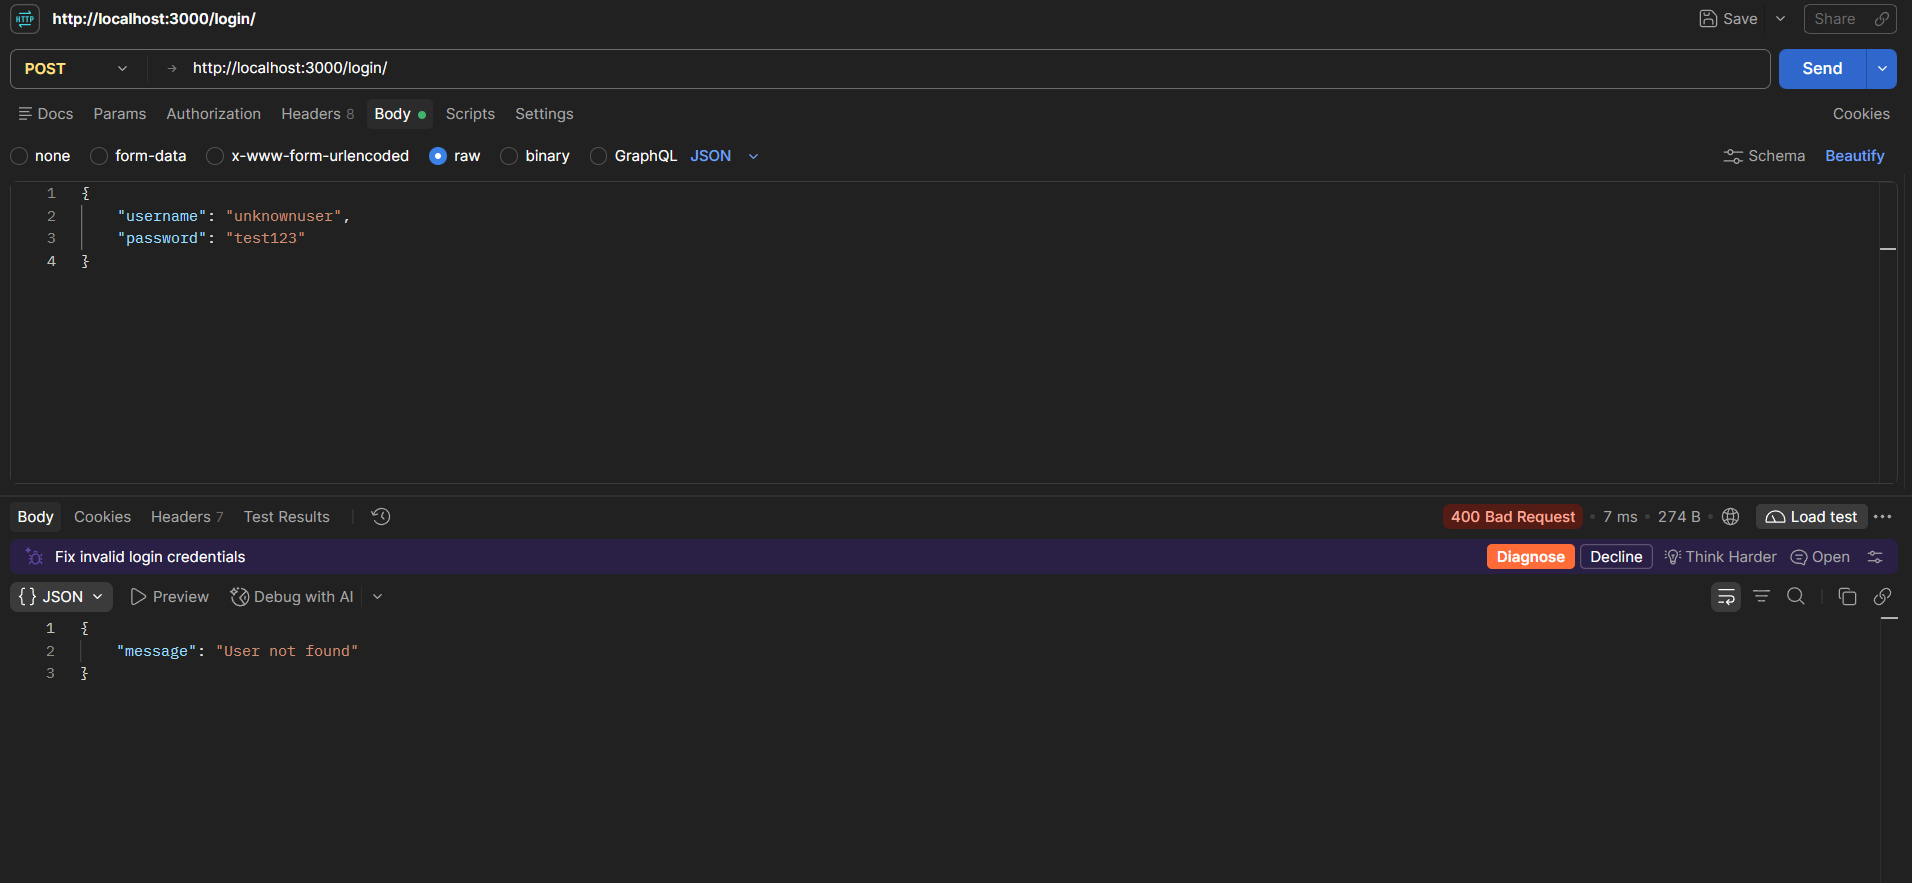 HTTP http://localhost:3000/login/ Save Share
POST → http://localhost:3000/login/ Send
Docs Params Authorization Headers 8 Body Scripts Settings Cookies
none form-data x-www-form-urlencoded raw binary GraphQL JSON Schema Beautify
1 {
2 "username": "unknownuser",
3 "password": "test123"
4 }
Body Cookies Headers 7 Test Results 400 Bad Request • 7 ms • 274 B • Load test
Fix invalid login credentials Diagnose Decline Think Harder Open
{} JSON Preview Debug with AI
1 {
2 "message": "User not found"
3 }